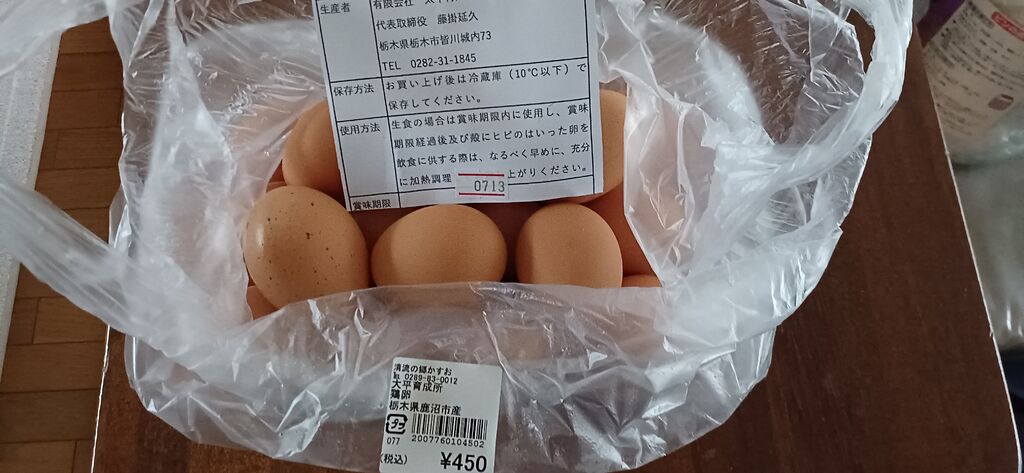 生産者
有限会社
代表取締役 藤掛延久
栃木県栃木市皆川城内73
TEL 0282-31-1845
保存方法
お買い上げ後は冷蔵庫(10℃以下)で
保存してください。
使用方法
生食の場合は賞味期限内に使用し、賞味
期限経過後及び殻にヒビのはいった卵を
飲食に供する際は、なるべく早めに、充分
に加熱調理 上がりください。
賞味期限
0713
清流の郷かすお
TEL 0289-83-0012
大平育成所
鶏卵
栃木県鹿沼市産
プラ
077
2007760104502
(税込) ¥450